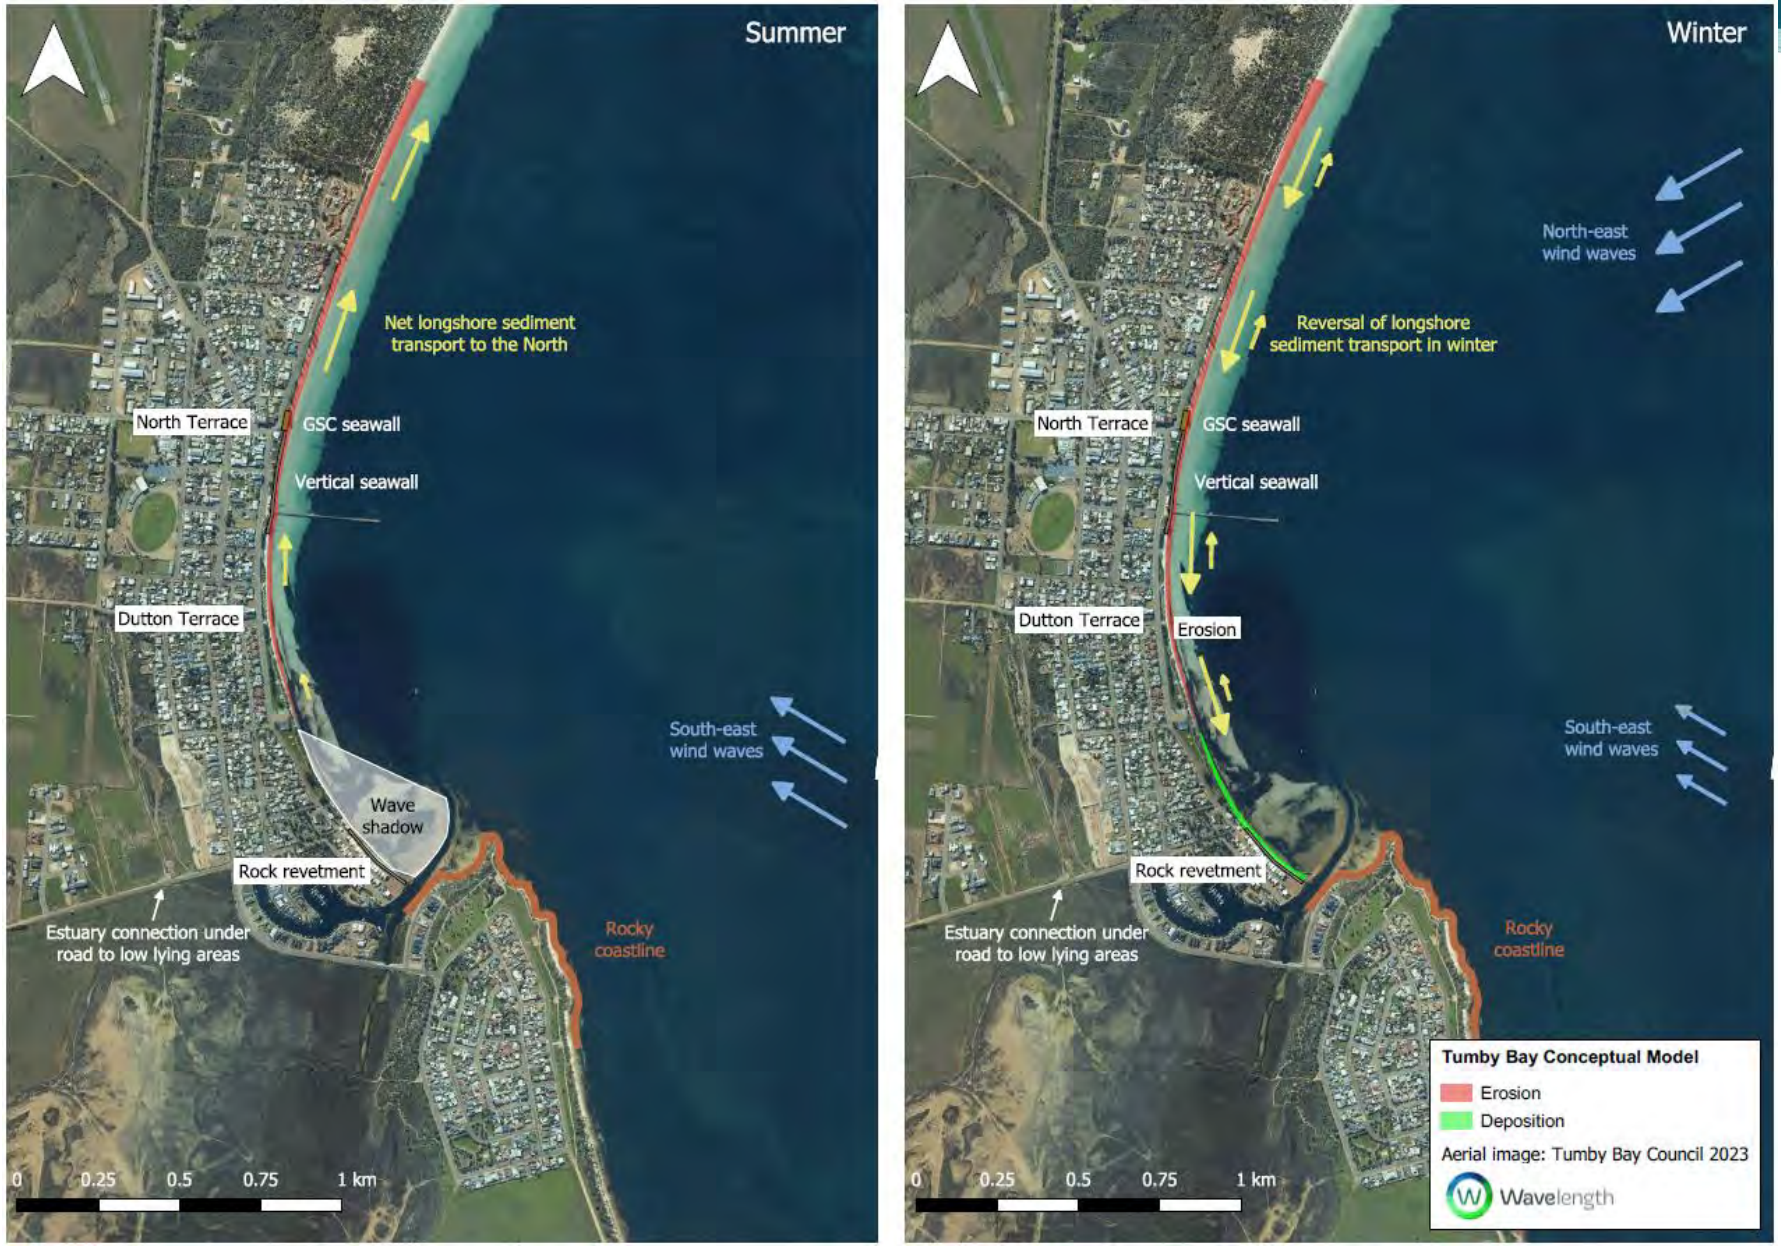 Summer
Net longshore sediment
transport to the North
North Terrace
GSC seawall
Vertical seawall
Dutton Terrace
South-east
wind waves
Wave
shadow
Rock revetment
Estuary connection under
road to low lying areas
Rocky
coastline
0 0.25 0.5 0.75 1 km
Winter
North-east
wind waves
Reversal of longshore
sediment transport in winter
North Terrace
GSC seawall
Vertical seawall
Dutton Terrace
Erosion
South-east
wind waves
Rock revetment
Estuary connection under
road to low lying areas
Rocky
coastline
0 0.25 0.5 0.75 1 km
Tumby Bay Conceptual Model
Erosion
Deposition
Aerial image: Tumby Bay Council 2023
W Wavelength